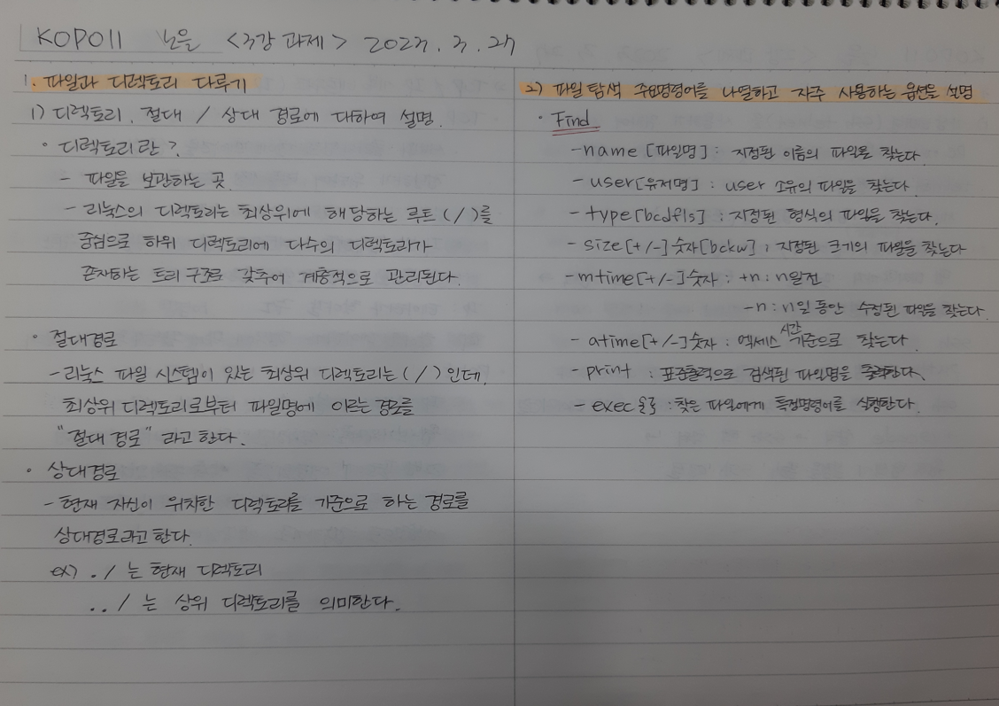 KOPO11 노을 <3강 과제> 2023. 3. 27
1. 파일과 디렉토리 다루기
1) 디렉토리, 절대 / 상대 경로에 대하여 설명.
• 디렉토리란?
- 파일을 보관하는 곳.
- 리눅스의 디렉토리는 최상위에 해당하는 루트(/)를
중심으로 하위 디렉토리에 다수의 디렉토리가
존재하는 트리구조로 갖추어 계층적으로 관리된다.
• 절대경로
- 리눅스 파일 시스템이 있는 최상위 디렉토리는(/)인데,
최상위 디렉토리로부터 파일명에 이르는 경로를
"절대 경로"라고 한다.
• 상대경로
- 현재 자신이 위치한 디렉토리를 기준으로 하는 경로를
상대경로라고 한다.
ex) ./ 는 현재 디렉토리
../ 는 상위 디렉토리를 의미한다.
2) 파일 탐색 주요명령어를 나열하고 자주 사용하는 옵션을 설명
• Find
-name [파일명] : 지정된 이름의 파일을 찾는다.
-user[유저명] : user 소유의 파일을 찾는다.
-type[bcdfls] : 지정된 형식의 파일을 찾는다.
-size[+/-]숫자[bckw] : 지정된 크기의 파일을 찾는다
-mtime[+/-]숫자 : +n : n일전
-n : n일 동안 수정된 파일을 찾는다.
- atime[+/-]숫자 : 엑세스 시간 기준으로 찾는다.
- print : 표준출력으로 검색된 파일명을 출력한다.
- exec {} : 찾은 파일에게 특정명령어를 실행한다.